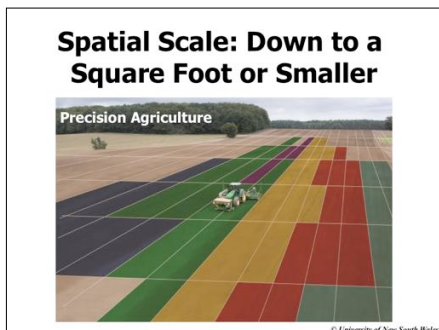 Spatial Scale: Down to a
Square Foot or Smaller
Precision Agriculture
© University of New South Wales